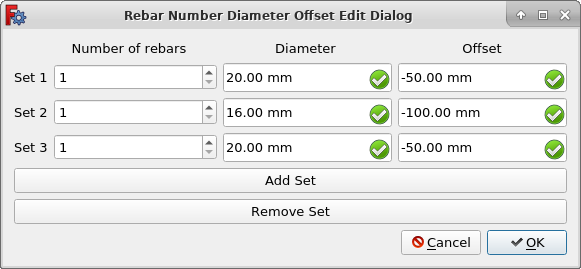 Rebar Number Diameter Offset Edit Dialog
Number of rebars Diameter Offset
Set 1 1 20.00 mm -50.00 mm
Set 2 1 16.00 mm -100.00 mm
Set 3 1 20.00 mm -50.00 mm
Add Set
Remove Set
Cancel OK